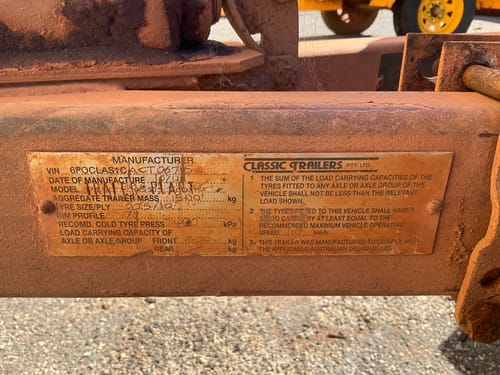 MANUFACTURER
VIN 6POCLAS1
DATE OF MANUFACTURE
MODEL TRAILER PLANT
AGGREGATE TRAILER MASS 1500 kg
TYRE SIZE/PLY
RIM PROFILE
RECOMD. COLD TYRE PRESS kPa
LOAD CARRYING CAPACITY OF
AXLE OR AXLE GROUP FRONT kg
REAR kg
CLASSIC TRAILERS PTY. LTD.
1 THE SUM OF THE LOAD CARRYING CAPACITIES OF THE
TYRES FITTED TO ANY AXLE OR AXLE GROUP OF THE
VEHICLE SHALL NOT BE LESS THAN THE RELEVANT
LOAD SHOWN.
2 THE TYRES FITTED TO THIS VEHICLE SHALL HAVE A
SPEED CATEGORY AT LEAST EQUAL TO THE
RECOMMENDED MAXIMUM VEHICLE OPERATING
SPEED km/h
3 THIS TRAILER WAS MANUFACTURED TO COMPLY WITH
THE APPLICABLE AUSTRALIAN DESIGN RULES.